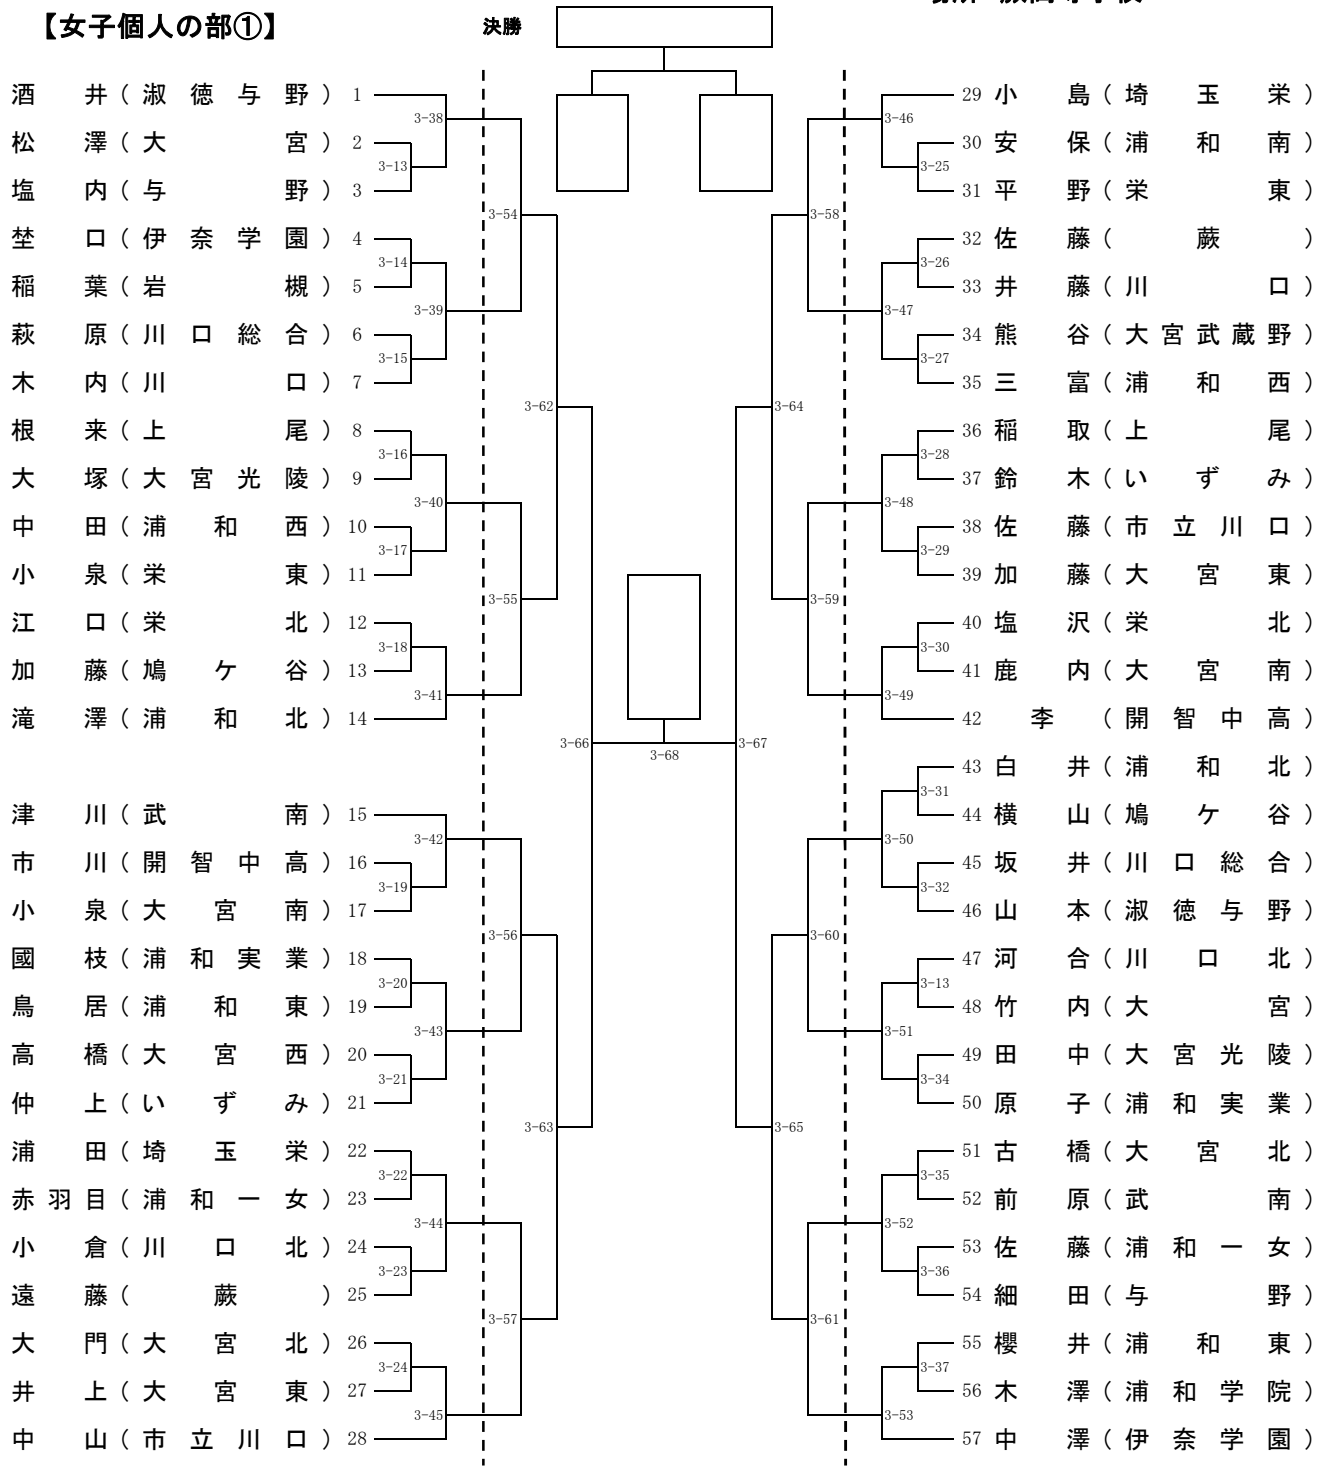 【女子個人の部①】
決勝
酒井（淑徳与野）1
松澤（大宮）2
塩内（与野）3
埜口（伊奈学園）4
稲葉（岩槻）5
萩原（川口総合）6
木内（川口）7
根来（上尾）8
大塚（大宮光陵）9
中田（浦和西）10
小泉（栄東）11
江口（栄北）12
加藤（鳩ケ谷）13
滝澤（浦和北）14
津川（武南）15
市川（開智中高）16
小泉（大宮南）17
國枝（浦和実業）18
鳥居（浦和東）19
高橋（大宮西）20
仲上（いずみ）21
浦田（埼玉栄）22
赤羽目（浦和一女）23
小倉（川口北）24
遠藤（蕨）25
大門（大宮北）26
井上（大宮東）27
中山（市立川口）28
3-38
3-13
3-14
3-39
3-15
3-16
3-40
3-17
3-18
3-41
3-42
3-19
3-20
3-43
3-21
3-22
3-44
3-23
3-24
3-45
3-54
3-55
3-56
3-57
3-62
3-63
3-66
3-68
3-67
3-64
3-65
3-58
3-59
3-60
3-61
3-46
3-25
3-26
3-47
3-27
3-28
3-48
3-29
3-30
3-49
3-31
3-50
3-32
3-13
3-51
3-34
3-35
3-52
3-36
3-37
3-53
29 小島（埼玉栄）
30 安保（浦和南）
31 平野（栄東）
32 佐藤（蕨）
33 井藤（川口）
34 熊谷（大宮武蔵野）
35 三富（浦和西）
36 稲取（上尾）
37 鈴木（いずみ）
38 佐藤（市立川口）
39 加藤（大宮東）
40 塩沢（栄北）
41 鹿内（大宮南）
42 李（開智中高）
43 白井（浦和北）
44 横山（鳩ケ谷）
45 坂井（川口総合）
46 山本（淑徳与野）
47 河合（川口北）
48 竹内（大宮）
49 田中（大宮光陵）
50 原子（浦和実業）
51 古橋（大宮北）
52 前原（武南）
53 佐藤（浦和一女）
54 細田（与野）
55 櫻井（浦和東）
56 木澤（浦和学院）
57 中澤（伊奈学園）